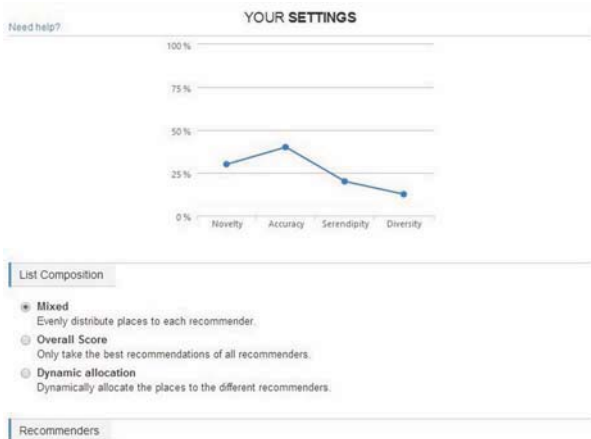 Need help?
YOUR SETTINGS
100 %
75 %
50 %
25 %
0 %
Novelty Accuracy Serendipity Diversity
List Composition
Mixed
Evenly distribute places to each recommender.
Overall Score
Only take the best recommendations of all recommenders.
Dynamic allocation
Dynamically allocate the places to the different recommenders.
Recommenders